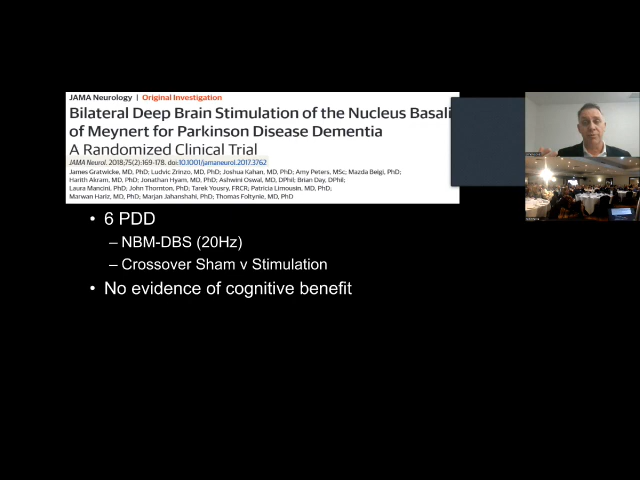 JAMA Neurology | Original Investigation
Bilateral Deep Brain Stimulation of the Nucleus Basali
of Meynert for Parkinson Disease Dementia
A Randomized Clinical Trial
JAMA Neurol. 2018;75(2):169-178. doi:10.1001/jamaneurol.2017.3762
James Gratwicke, MD, PhD; Ludvic Zrinzo, MD, PhD; Joshua Kahan, MD, PhD; Amy Peters, MSc; Mazda Beigi, PhD;
Harith Akram, MD, PhD; Jonathan Hyam, MD, PhD; Ashwini Oswal, MD, DPhil; Brian Day, DPhil;
Laura Mancini, PhD; John Thornton, PhD; Tarek Yousry, FRCR; Patricia Limousin, MD, PhD;
Marwan Hariz, MD, PhD; Marjan Jahanshahi, PhD; Thomas Foltynie, MD, PhD
• 6 PDD
– NBM-DBS (20Hz)
– Crossover Sham v Stimulation
• No evidence of cognitive benefit